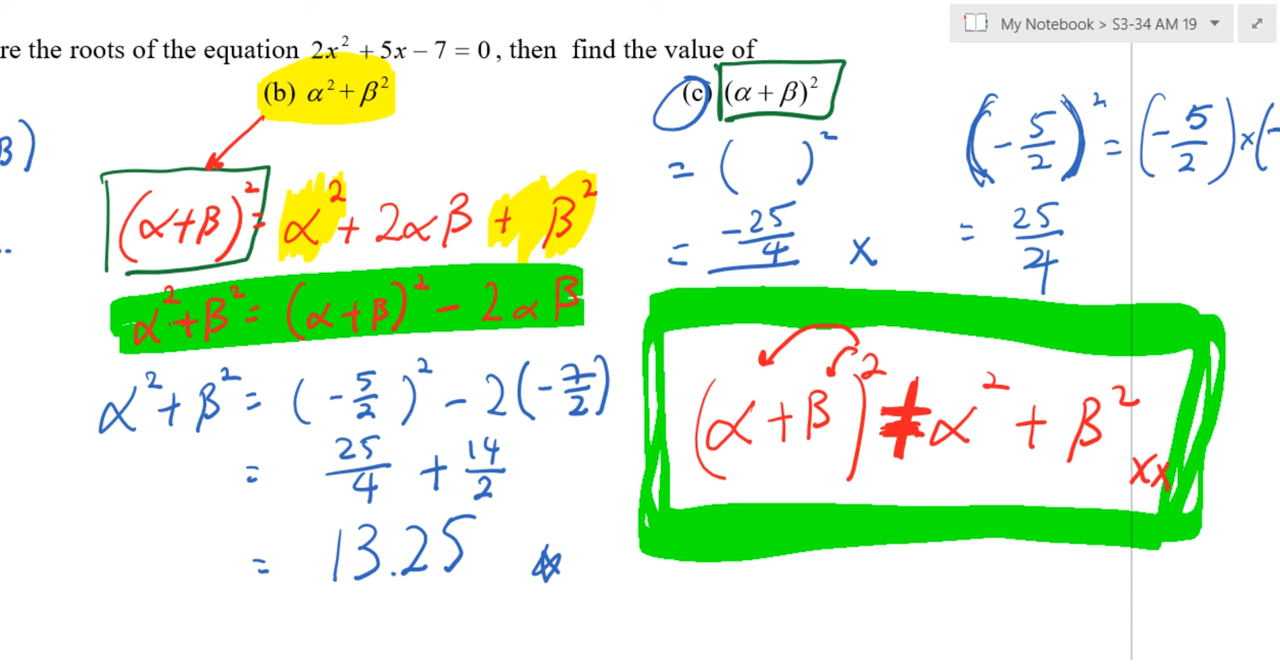 My Notebook > S3-34 AM 19
re the roots of the equation 2x² + 5x − 7 = 0, then find the value of
(b) α² + β²
(c) (α + β)²
β)
(α+β)² = α² + 2αβ + β²
α²+β² = (α+β)² − 2αβ
α²+β² = (−5/2)² − 2(−7/2)
= 25/4 + 14/2
= 13.25
= ( )²
= −25/4 ×
(−5/2)² = (−5/2)×(−
= 25/4
(α+β)² ≠ α² + β² xx